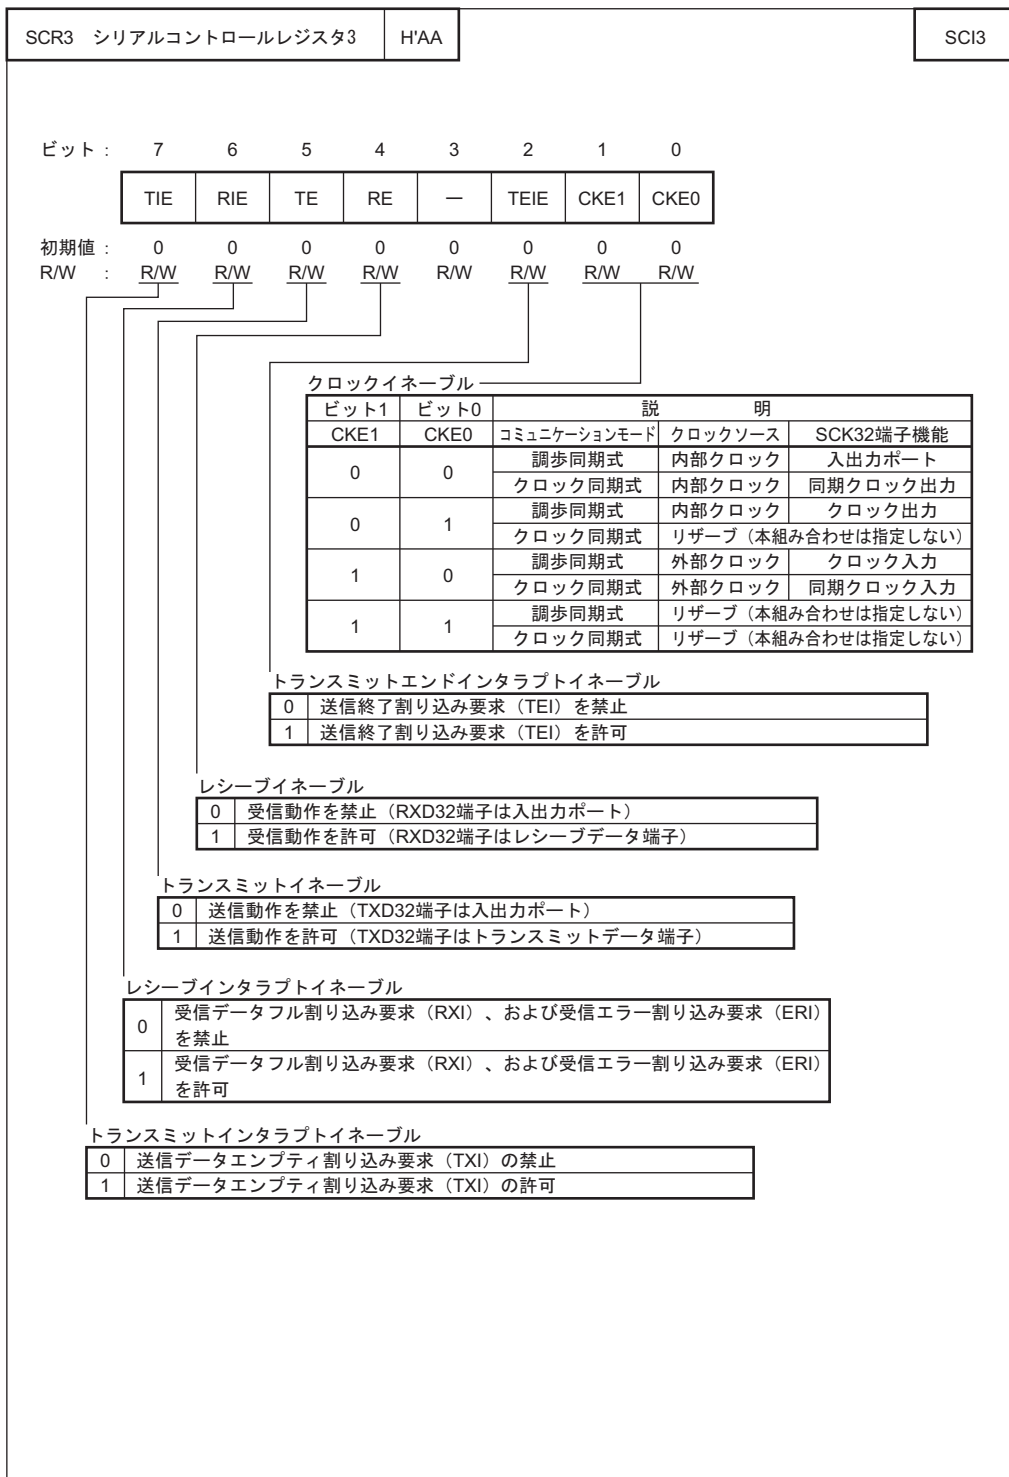 SCR3 シリアルコントロールレジスタ3 H'AA SCI3
ビット : 7 6 5 4 3 2 1 0
TIE RIE TE RE — TEIE CKE1 CKE0
初期値 : 0 0 0 0 0 0 0 0
R/W : R/W R/W R/W R/W R/W R/W R/W R/W
クロックイネーブル
ビット1 ビット0 説 明
CKE1 CKE0 コミュニケーションモード クロックソース SCK32端子機能
0 0 調歩同期式 内部クロック 入出力ポート
クロック同期式 内部クロック 同期クロック出力
0 1 調歩同期式 内部クロック クロック出力
クロック同期式 リザーブ（本組み合わせは指定しない）
1 0 調歩同期式 外部クロック クロック入力
クロック同期式 外部クロック 同期クロック入力
1 1 調歩同期式 リザーブ（本組み合わせは指定しない）
クロック同期式 リザーブ（本組み合わせは指定しない）
トランスミットエンドインタラプトイネーブル
0 送信終了割り込み要求（TEI）を禁止
1 送信終了割り込み要求（TEI）を許可
レシーブイネーブル
0 受信動作を禁止（RXD32端子は入出力ポート）
1 受信動作を許可（RXD32端子はレシーブデータ端子）
トランスミットイネーブル
0 送信動作を禁止（TXD32端子は入出力ポート）
1 送信動作を許可（TXD32端子はトランスミットデータ端子）
レシーブインタラプトイネーブル
0 受信データフル割り込み要求（RXI）、および受信エラー割り込み要求（ERI）
を禁止
1 受信データフル割り込み要求（RXI）、および受信エラー割り込み要求（ERI）
を許可
トランスミットインタラプトイネーブル
0 送信データエンプティ割り込み要求（TXI）の禁止
1 送信データエンプティ割り込み要求（TXI）の許可